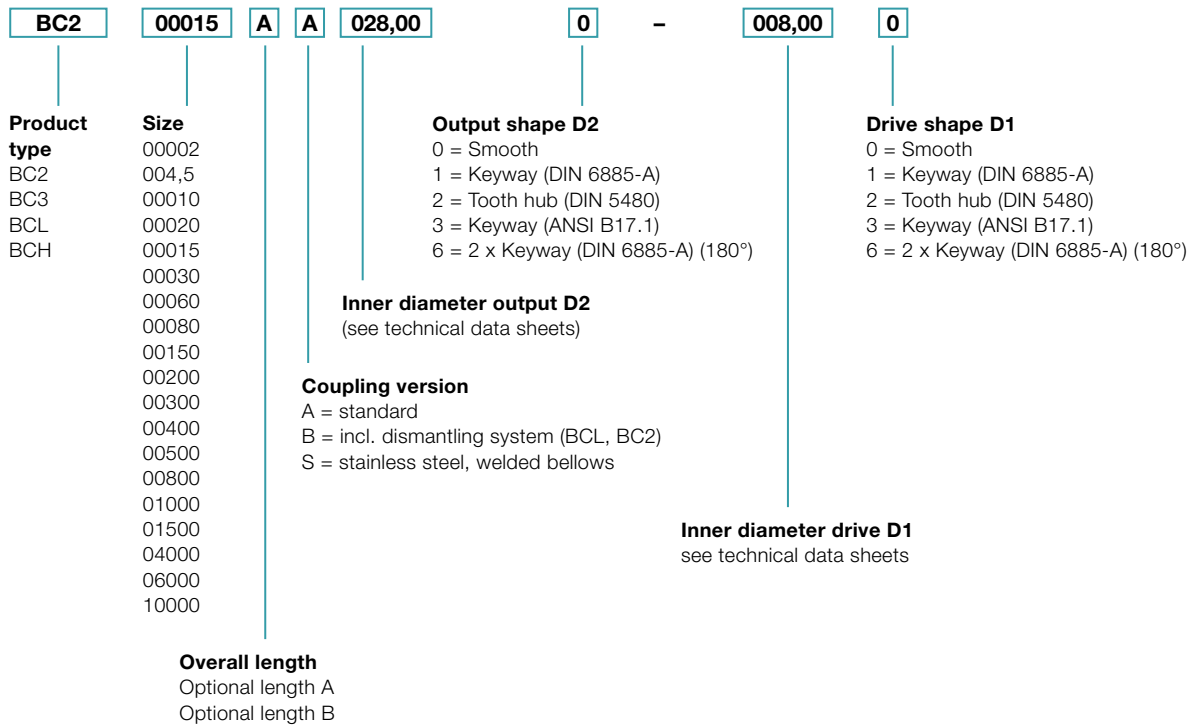 BC2 00015 A A 028,00 0 – 008,00 0
Product
type
BC2
BC3
BCL
BCH
Size
00002
004,5
00010
00020
00015
00030
00060
00080
00150
00200
00300
00400
00500
00800
01000
01500
04000
06000
10000
Overall length
Optional length A
Optional length B
Coupling version
A = standard
B = incl. dismantling system (BCL, BC2)
S = stainless steel, welded bellows
Inner diameter output D2
(see technical data sheets)
Output shape D2
0 = Smooth
1 = Keyway (DIN 6885-A)
2 = Tooth hub (DIN 5480)
3 = Keyway (ANSI B17.1)
6 = 2 x Keyway (DIN 6885-A) (180°)
Inner diameter drive D1
see technical data sheets
Drive shape D1
0 = Smooth
1 = Keyway (DIN 6885-A)
2 = Tooth hub (DIN 5480)
3 = Keyway (ANSI B17.1)
6 = 2 x Keyway (DIN 6885-A) (180°)